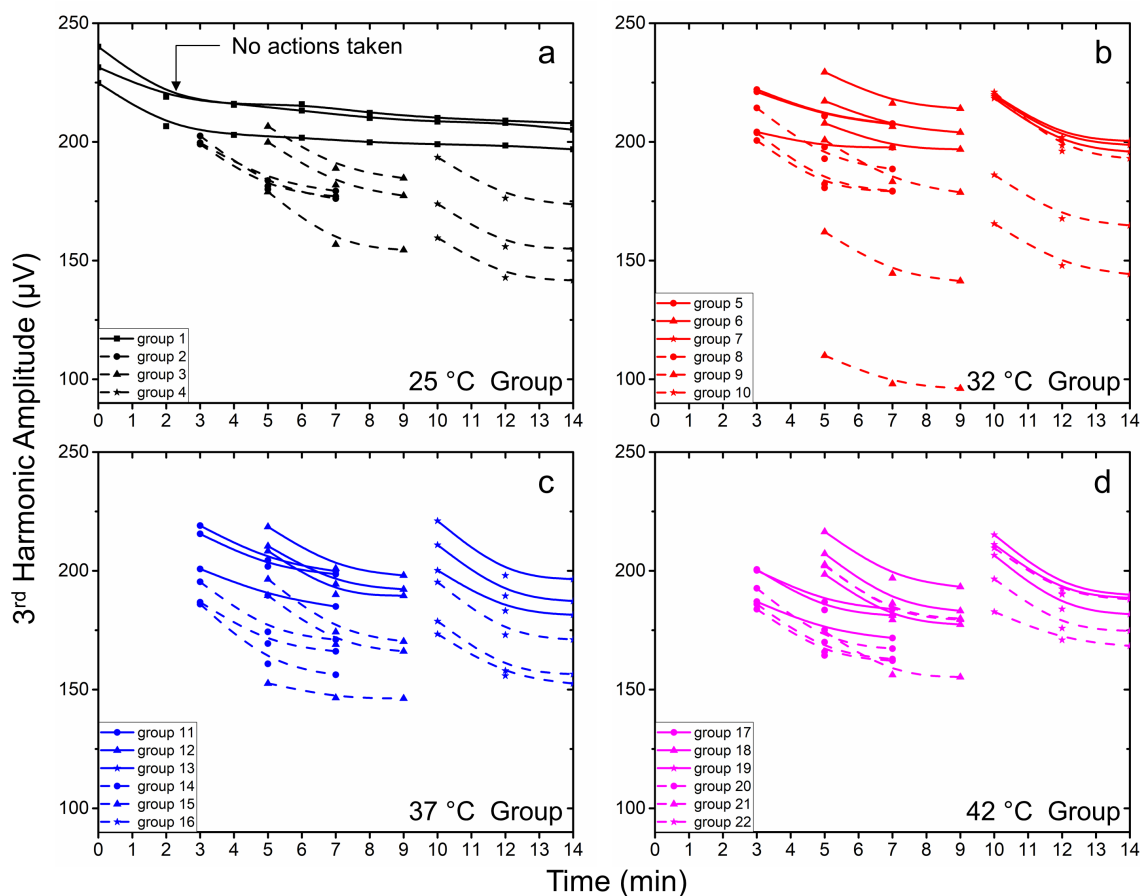 3rd Harmonic Amplitude (µV)
250
200
150
100
No actions taken
a
group 1
group 2
group 3
group 4
25 °C Group
0 1 2 3 4 5 6 7 8 9 10 11 12 13 14
250
200
150
100
b
group 5
group 6
group 7
group 8
group 9
group 10
32 °C Group
0 1 2 3 4 5 6 7 8 9 10 11 12 13 14
250
200
150
100
c
group 11
group 12
group 13
group 14
group 15
group 16
37 °C Group
0 1 2 3 4 5 6 7 8 9 10 11 12 13 14
250
200
150
100
d
group 17
group 18
group 19
group 20
group 21
group 22
42 °C Group
0 1 2 3 4 5 6 7 8 9 10 11 12 13 14
Time (min)